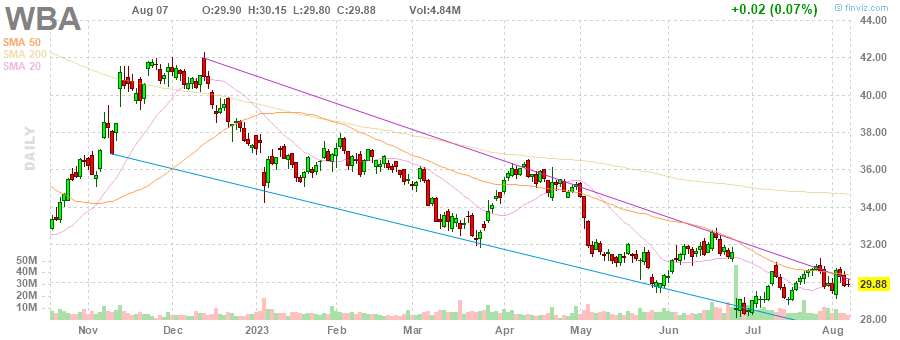 WBA Aug 07 O:29.90 H:30.15 L:29.80 C:29.88 Vol:4.84M +0.02 (0.07%) © finviz.com
SMA 50
SMA 200
SMA 20
DAILY
44.00
42.00
40.00
38.00
36.00
34.00
32.00
29.88
28.00
50M
40M
30M
20M
10M
Nov Dec 2023 Feb Mar Apr May Jun Jul Aug